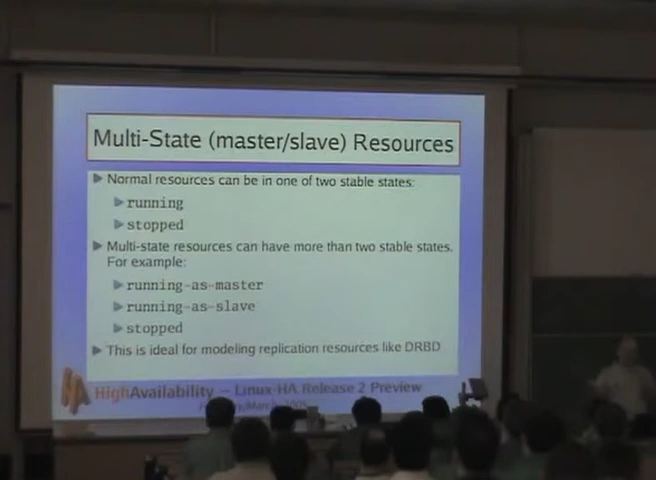 Multi-State (master/slave) Resources
Normal resources can be in one of two stable states:
running
stopped
Multi-state resources can have more than two stable states.
For example:
running-as-master
running-as-slave
stopped
This is ideal for modeling replication resources like DRBD
HA HighAvailability — Linux-HA Release 2 Preview